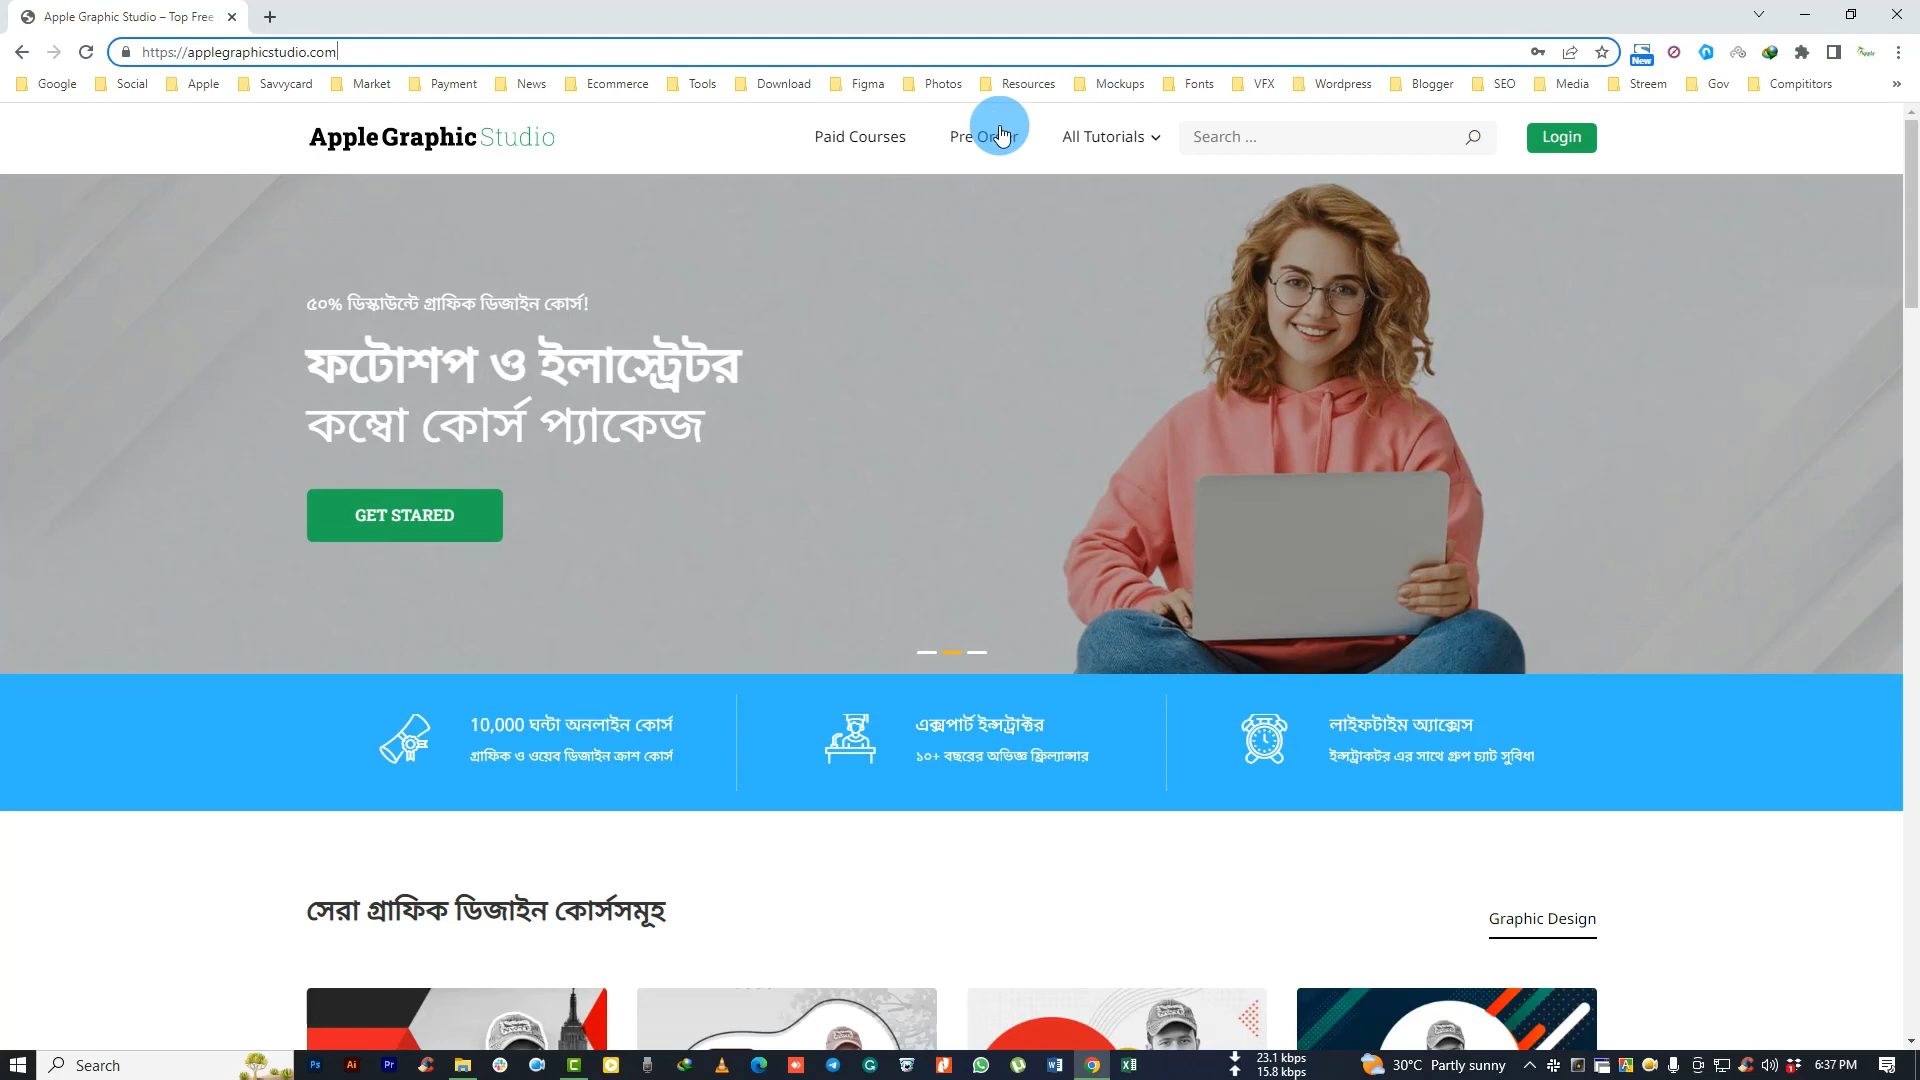 Apple Graphic Studio – Top Free
https://applegraphicstudio.com
New
Google Social Apple Savvycard Market Payment News Ecommerce Tools Download Figma Photos Resources Mockups Fonts VFX Wordpress Blogger SEO Media Streem Gov Compititors »
Apple Graphic Studio
Paid Courses Pre Order All Tutorials Search ... Login
৫০% ডিস্কাউন্টে গ্রাফিক ডিজাইন কোর্স!
ফটোশপ ও ইলাস্ট্রেটর
কম্বো কোর্স প্যাকেজ
GET STARED
10,000 ঘন্টা অনলাইন কোর্স
গ্রাফিক ও ওয়েব ডিজাইন ক্রাশ কোর্স
এক্সপার্ট ইন্সট্রাক্টর
১০+ বছরের অভিজ্ঞ ফ্রিল্যান্সার
লাইফটাইম অ্যাক্সেস
ইন্সট্রাকটর এর সাথে গ্রুপ চ্যাট সুবিধা
সেরা গ্রাফিক ডিজাইন কোর্সসমূহ
Graphic Design
Search
Ps Ai Pr
23.1 kbps
15.8 kbps
30°C Partly sunny
6:37 PM